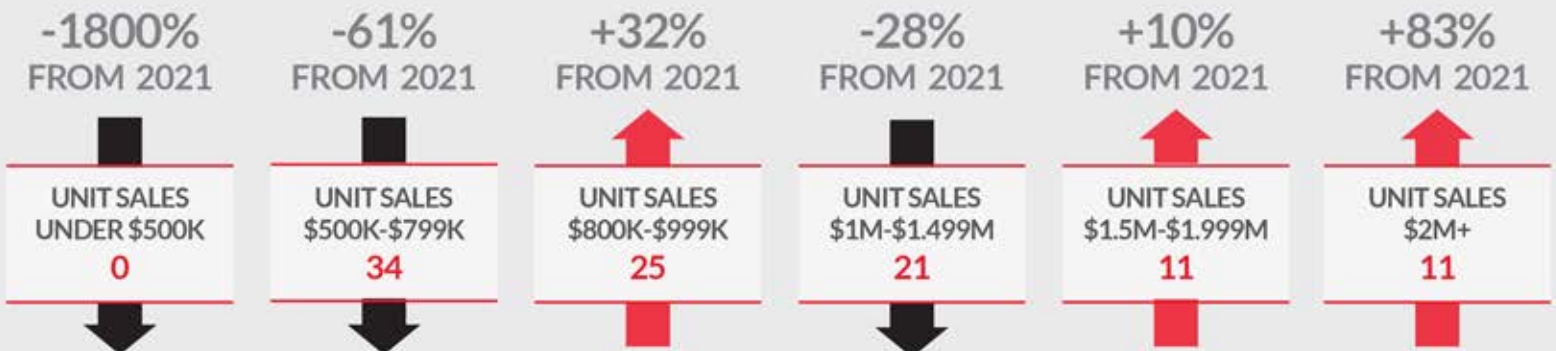 -1800%
FROM 2021
UNIT SALES
UNDER $500K
0
-61%
FROM 2021
UNIT SALES
$500K-$799K
34
+32%
FROM 2021
UNIT SALES
$800K-$999K
25
-28%
FROM 2021
UNIT SALES
$1M-$1.499M
21
+10%
FROM 2021
UNIT SALES
$1.5M-$1.999M
11
+83%
FROM 2021
UNIT SALES
$2M+
11